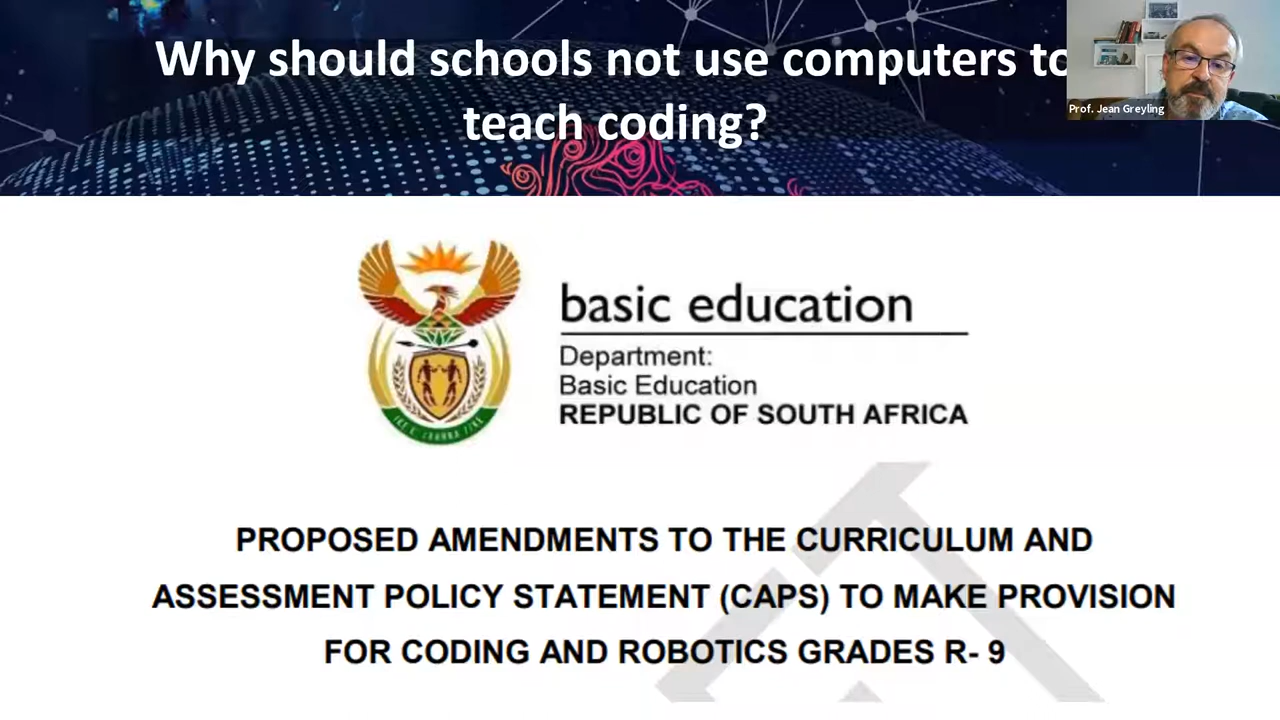 Why should schools not use computers to
teach coding?
Prof. Jean Greyling
basic education
Department:
Basic Education
REPUBLIC OF SOUTH AFRICA
PROPOSED AMENDMENTS TO THE CURRICULUM AND
ASSESSMENT POLICY STATEMENT (CAPS) TO MAKE PROVISION
FOR CODING AND ROBOTICS GRADES R- 9